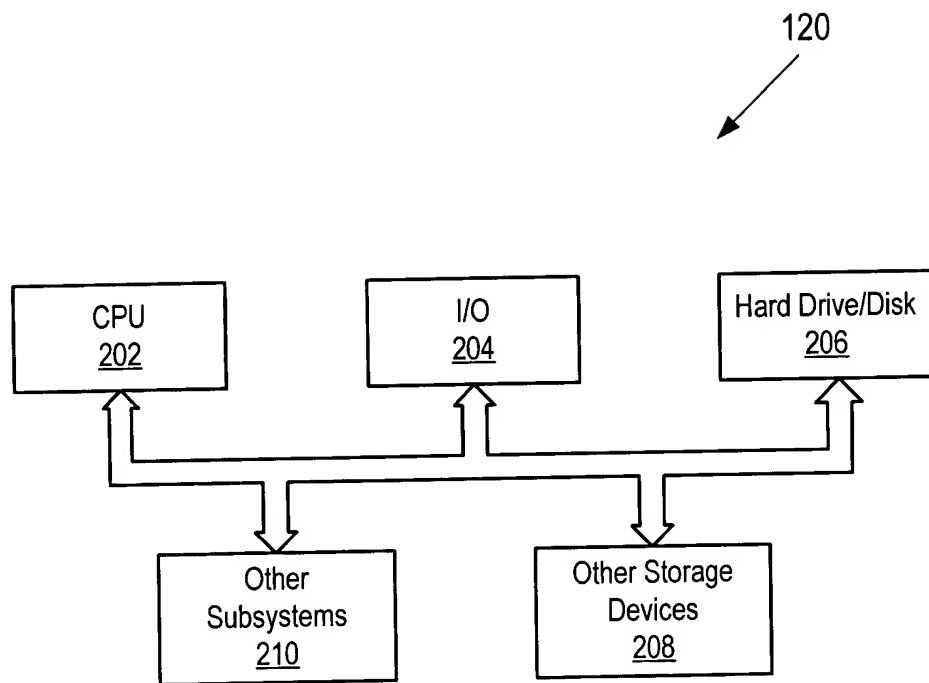 120
CPU
202
I/O
204
Hard Drive/Disk
206
Other
Subsystems
210
Other Storage
Devices
208